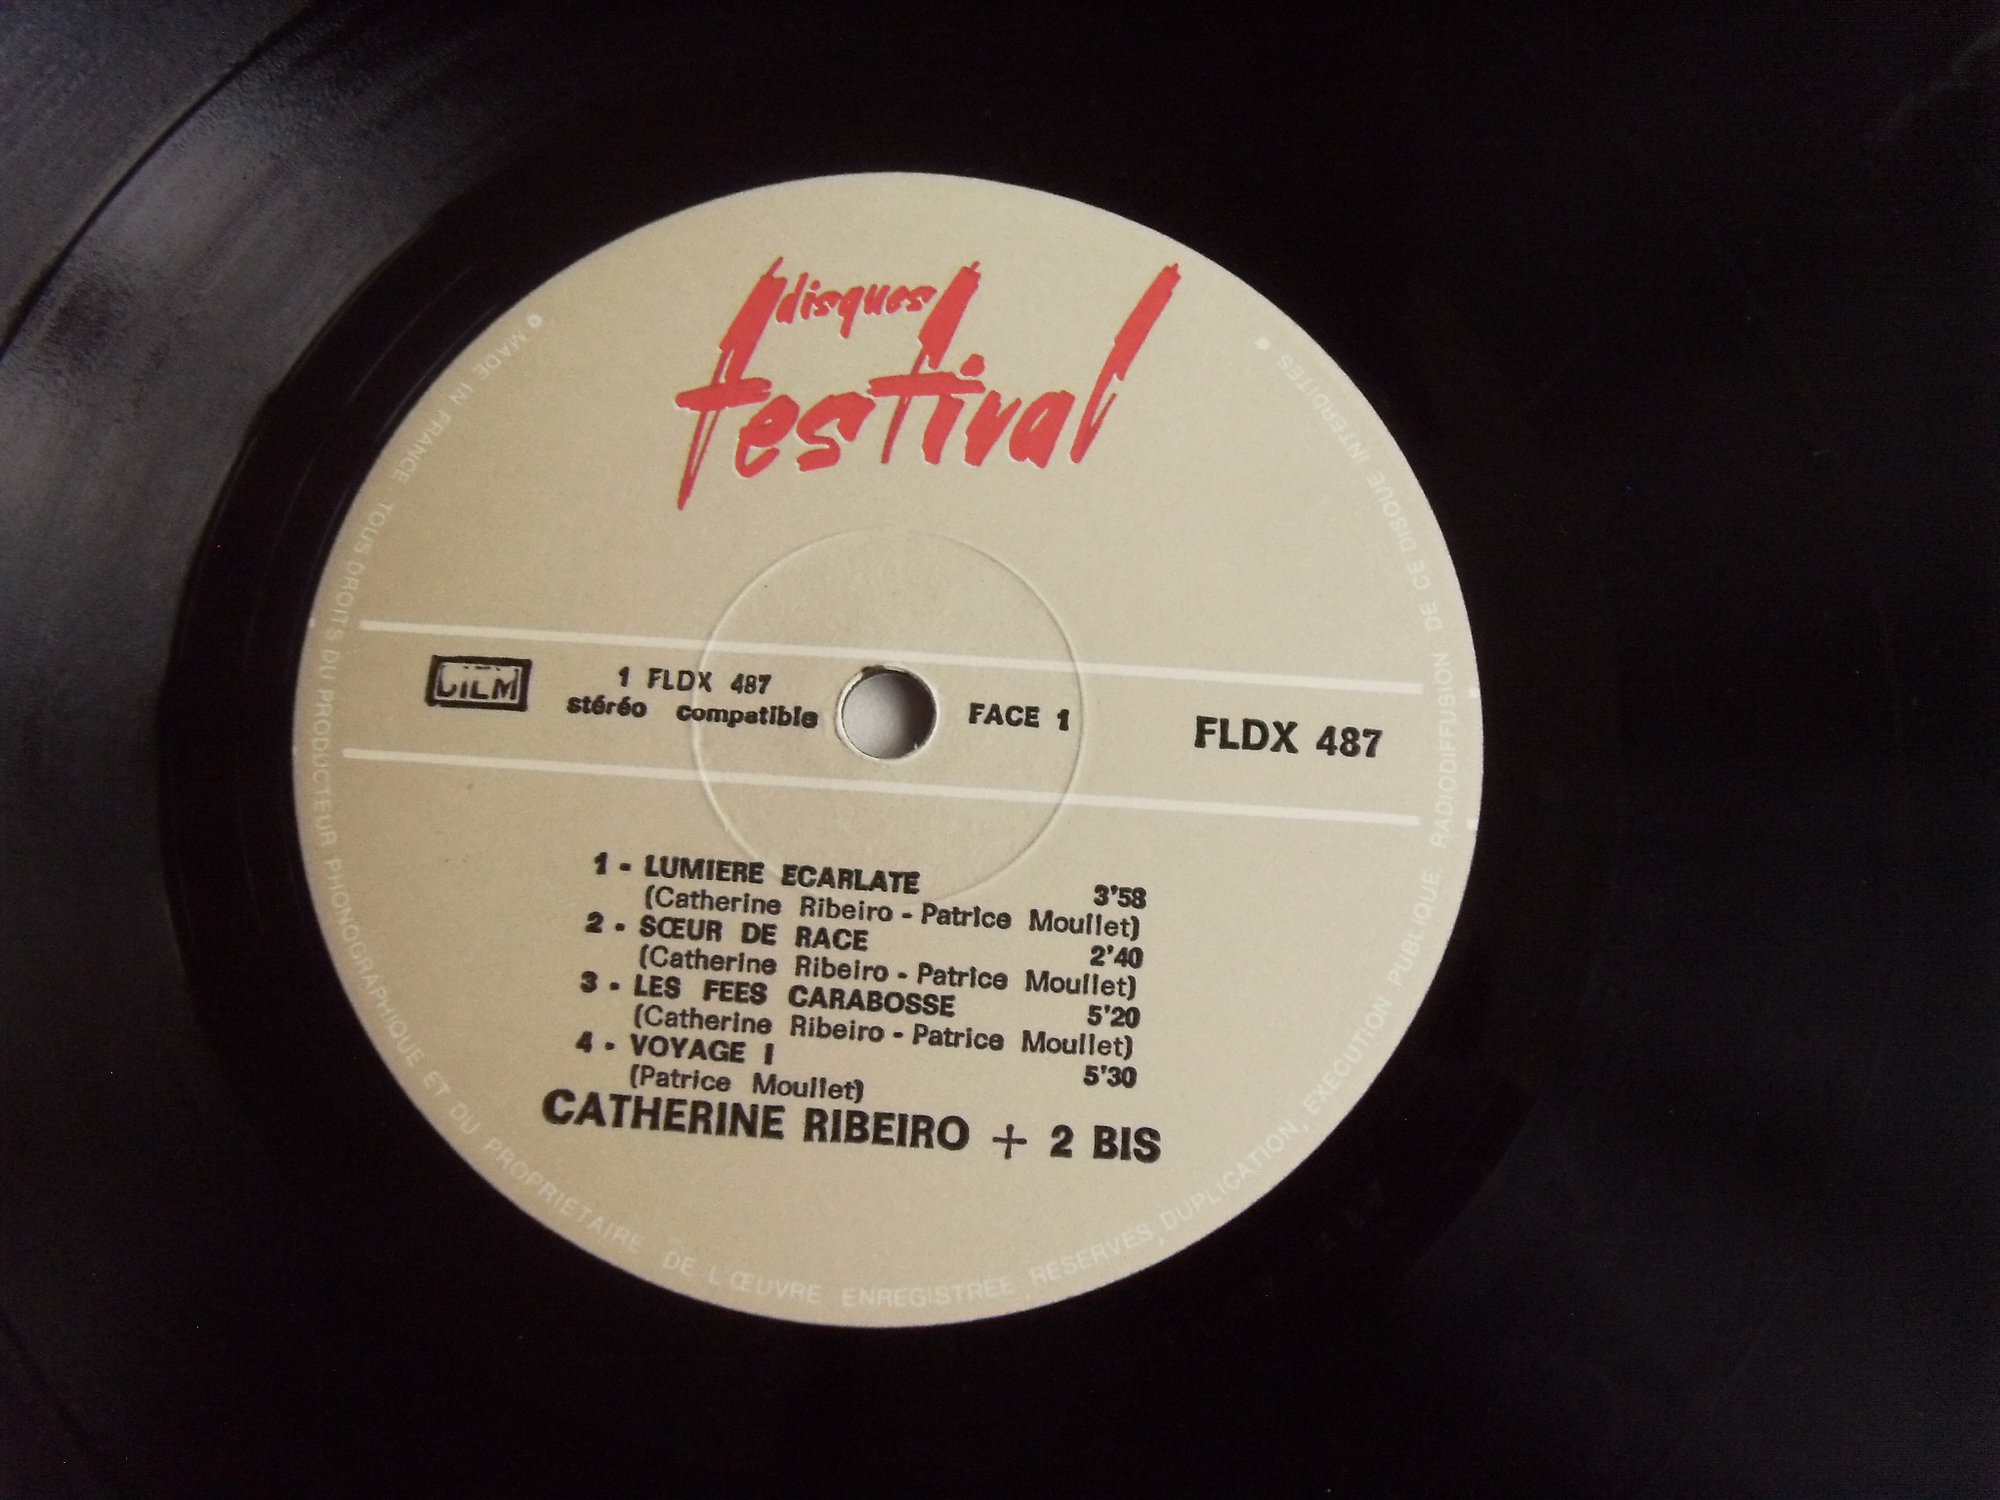 disques
festival
1 FLDX 487
stéréo compatible
FACE 1
FLDX 487
1 - LUMIERE ECARLATE 3'58
(Catherine Ribeiro - Patrice Moullet)
2 - SŒUR DE RACE 2'40
(Catherine Ribeiro - Patrice Moullet)
3 - LES FEES CARABOSSE 5'20
(Catherine Ribeiro - Patrice Moullet)
4 - VOYAGE I 5'30
(Patrice Moullet)
CATHERINE RIBEIRO + 2 BIS
• MADE IN FRANCE TOUS DROITS DU PRODUCTEUR PHONOGRAPHIQUE ET DU PROPRIETAIRE DE L'ŒUVRE ENREGISTREE RESERVES, DUPLICATION, EXECUTION PUBLIQUE, RADIODIFFUSION DE CE DISQUE INTERDITES •